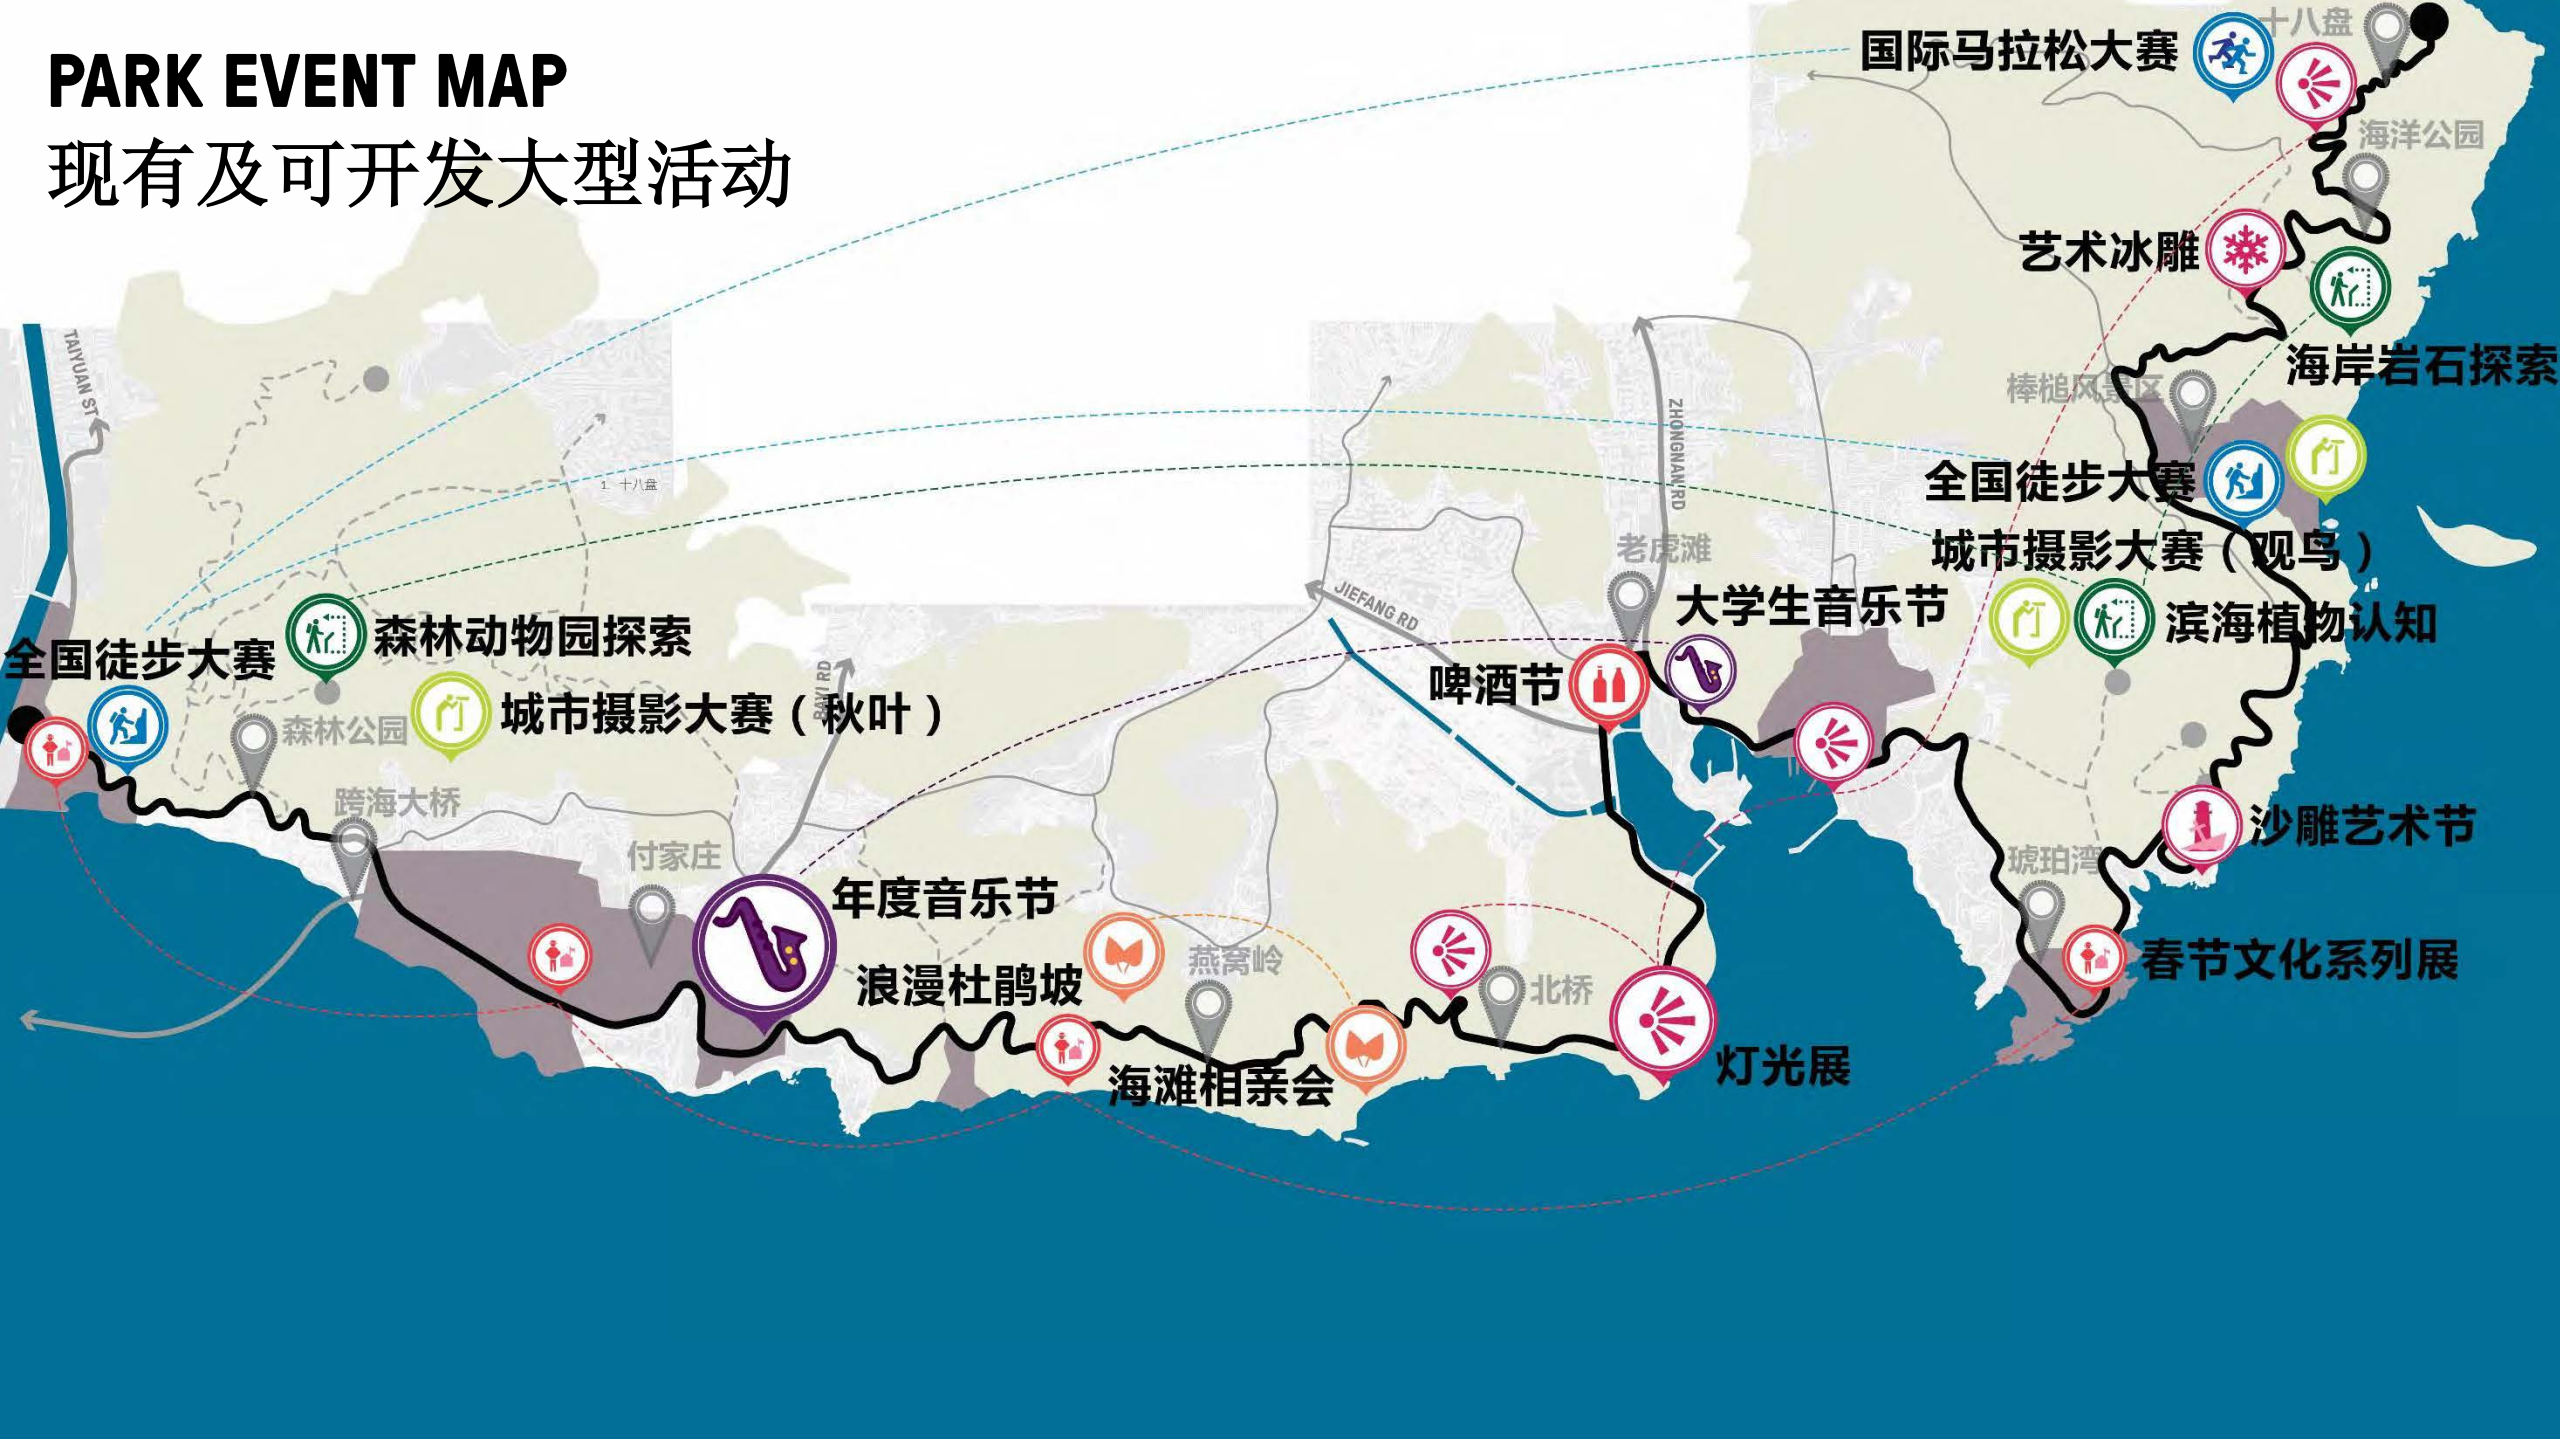 PARK EVENT MAP
现有及可开发大型活动
国际马拉松大赛
十八盘
海洋公园
艺术冰雕
海岸岩石探索
棒槌风景区
全国徒步大赛
城市摄影大赛（观鸟）
滨海植物认知
TAIYUAN ST
1. 十八盘
ZHONGNAN RD
老虎滩
JIEFANG RD
大学生音乐节
啤酒节
全国徒步大赛
森林动物园探索
森林公园
城市摄影大赛（秋叶）
BAYI RD
跨海大桥
付家庄
年度音乐节
浪漫杜鹃坡
燕窝岭
海滩相亲会
北桥
灯光展
沙雕艺术节
琥珀湾
春节文化系列展